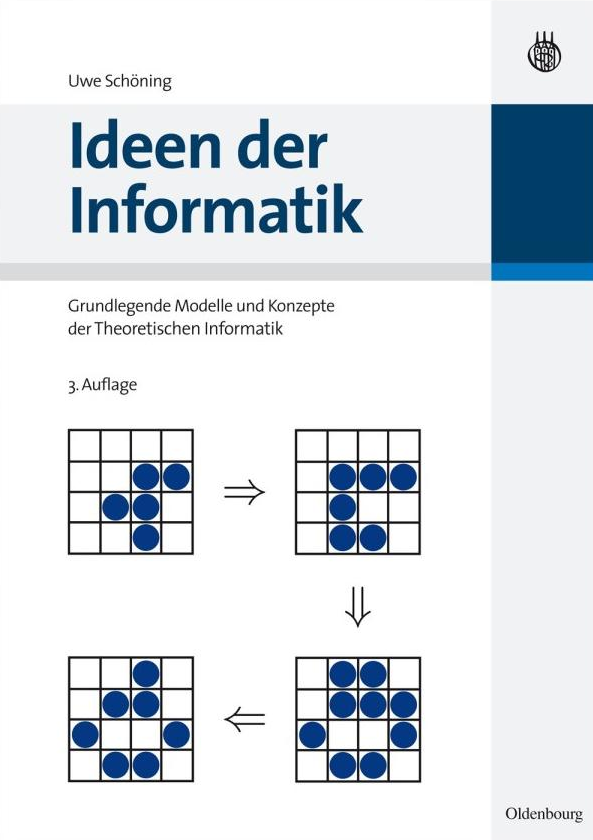 Uwe Schöning
Ideen der
Informatik
Grundlegende Modelle und Konzepte
der Theoretischen Informatik
3. Auflage
Oldenbourg